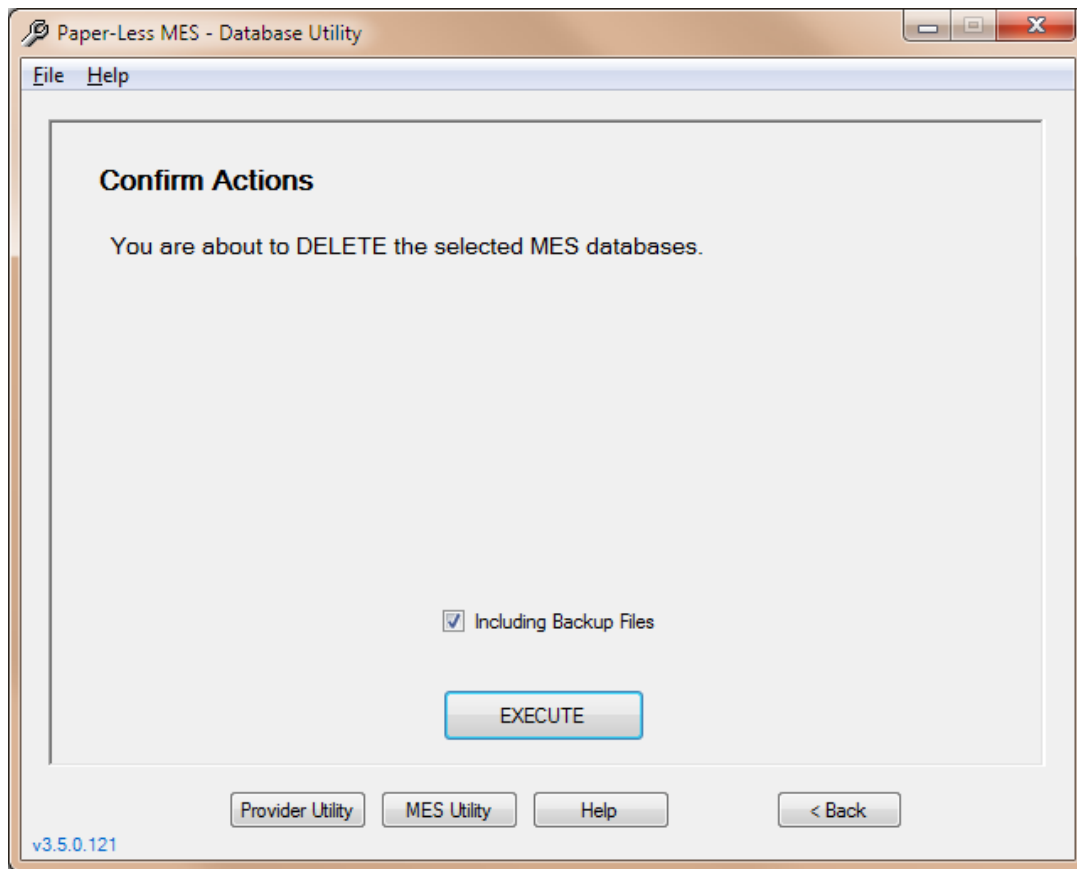 Paper-Less MES - Database Utility
File Help
Confirm Actions
You are about to DELETE the selected MES databases.
Including Backup Files
EXECUTE
Provider Utility MES Utility Help < Back
v3.5.0.121